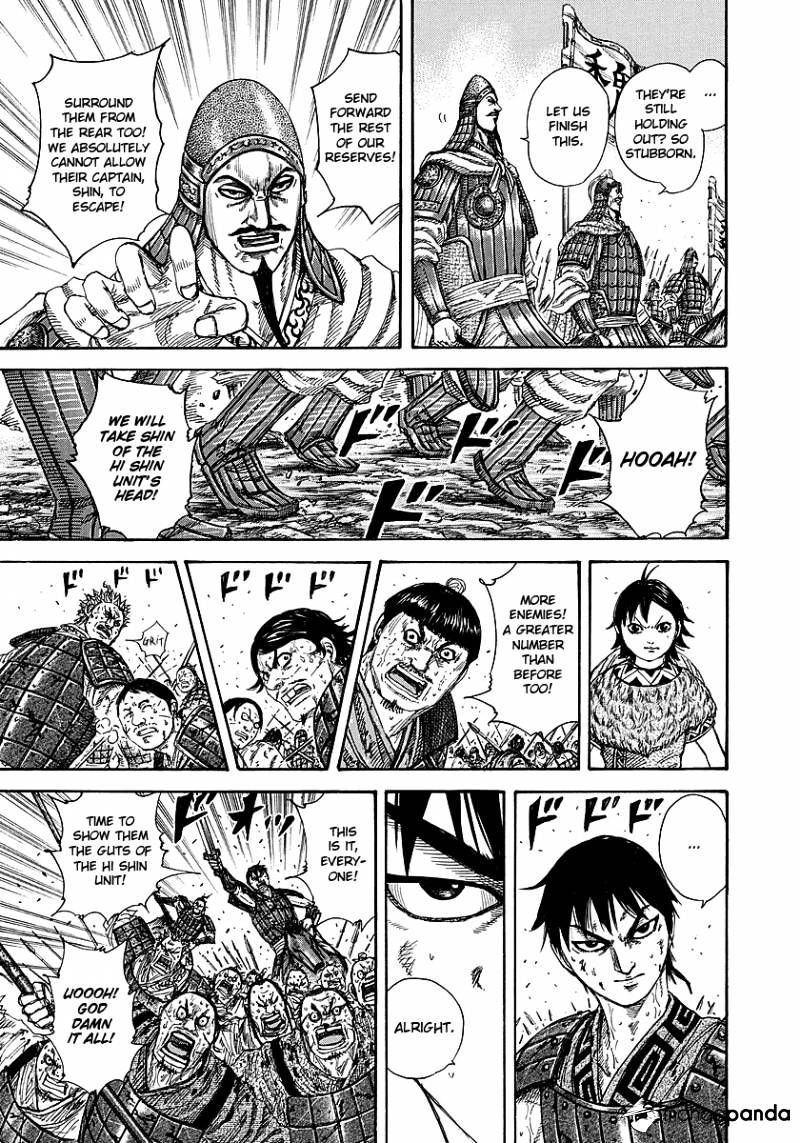 ...
THEY'RE
STILL
HOLDING
OUT? SO
STUBBORN.
LET US
FINISH
THIS.
SEND
FORWARD
THE REST
OF OUR
RESERVES!
SURROUND
THEM FROM
THE REAR TOO!
WE ABSOLUTELY
CANNOT ALLOW
THEIR CAPTAIN,
SHIN, TO
ESCAPE!
HOOAH!
ドドド
WE WILL
TAKE SHIN
OF THE
HI SHIN
UNIT'S
HEAD!
MORE
ENEMIES!
A GREATER
NUMBER
THAN
BEFORE
TOO!
ドドド
ドドド
GRIT
...
ドドド
ALRIGHT.
THIS
IS IT,
EVERY-
ONE!
ドオッ
TIME TO
SHOW THEM
THE GUTS OF
THE HI SHIN
UNIT!
UOOOH!
GOD
DAMN
IT ALL!
mangapanda